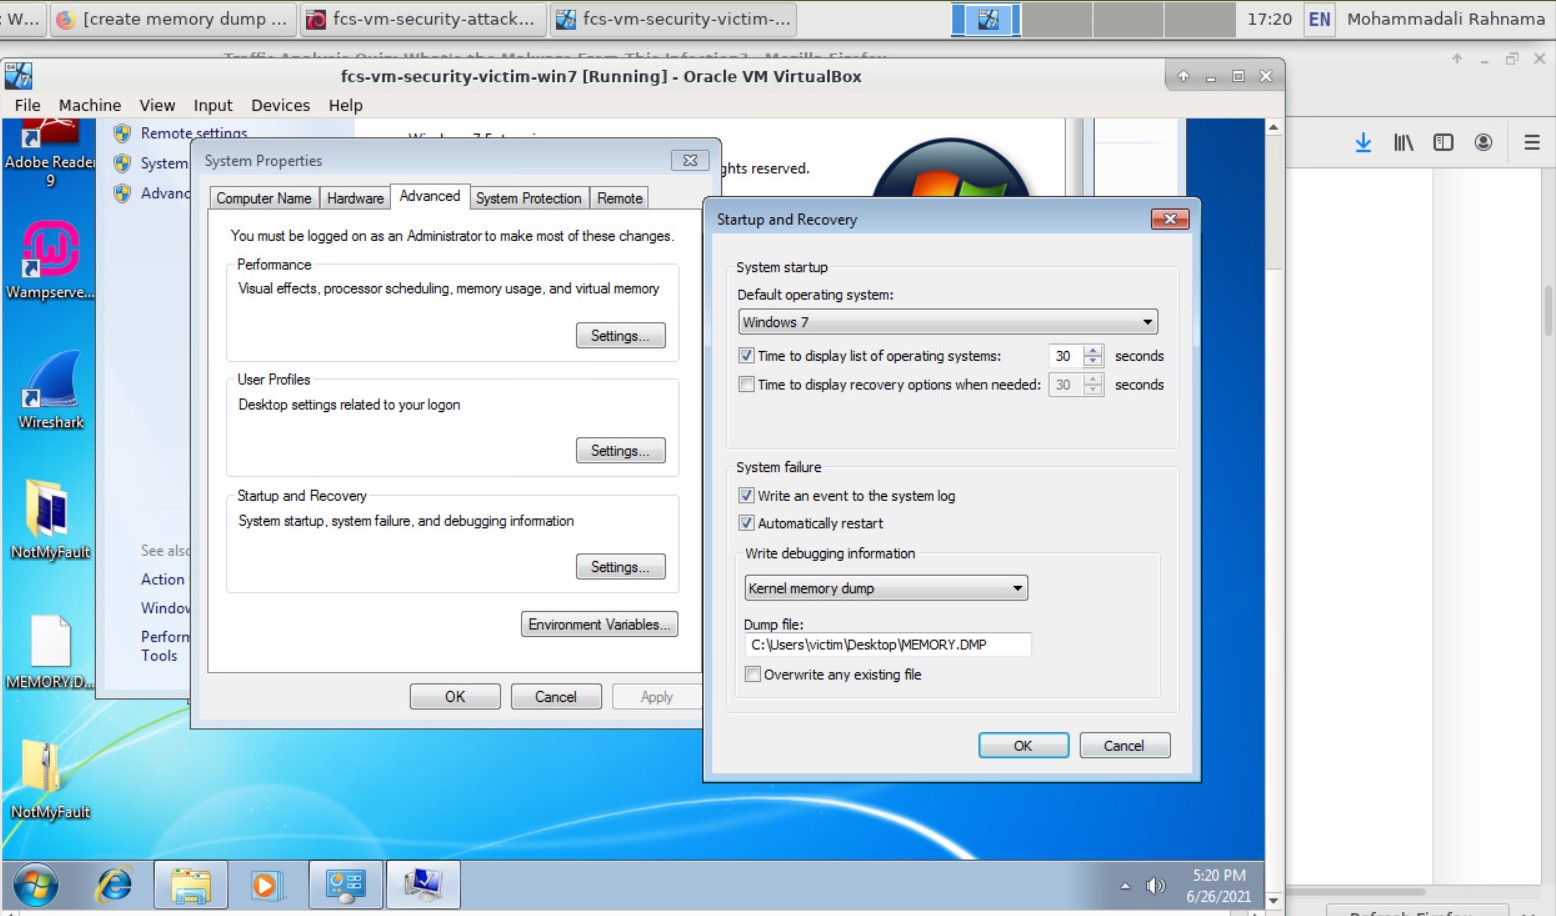 : W...
[create memory dump ...
fcs-vm-security-attack...
fcs-vm-security-victim-...
17:20
EN
Mohammadali Rahnama
fcs-vm-security-victim-win7 [Running] - Oracle VM VirtualBox
File Machine View Input Devices Help
Adobe Reader
9
Wampserve...
Wireshark
NotMyFault
MEMORY.D...
NotMyFault
Remote settings
System
Advanc
See also
Action
Window
Perform
Tools
ghts reserved.
System Properties
Computer Name
Hardware
Advanced
System Protection
Remote
You must be logged on as an Administrator to make most of these changes.
Performance
Visual effects, processor scheduling, memory usage, and virtual memory
Settings...
User Profiles
Desktop settings related to your logon
Settings...
Startup and Recovery
System startup, system failure, and debugging information
Settings...
Environment Variables...
OK
Cancel
Apply
Startup and Recovery
System startup
Default operating system:
Windows 7
Time to display list of operating systems: 30 seconds
Time to display recovery options when needed: 30 seconds
System failure
Write an event to the system log
Automatically restart
Write debugging information
Kernel memory dump
Dump file:
C:\Users\victim\Desktop\MEMORY.DMP
Overwrite any existing file
OK
Cancel
5:20 PM
6/26/2021